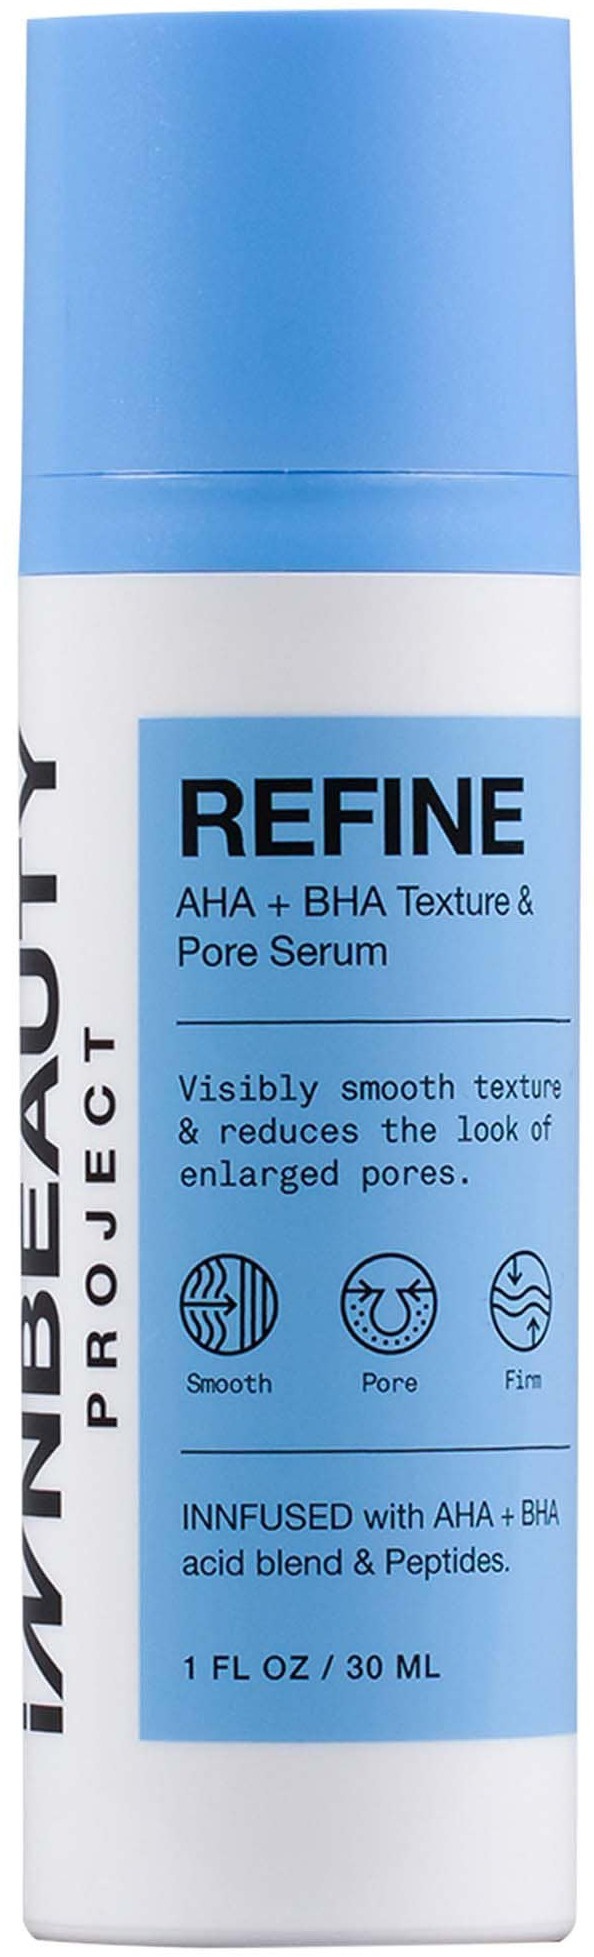 iNNBEAUTY
PROJECT
REFINE
AHA + BHA Texture &
Pore Serum
Visibly smooth texture
& reduces the look of
enlarged pores.
Smooth Pore Firm
INNFUSED with AHA + BHA
acid blend & Peptides.
1 FL OZ / 30 ML